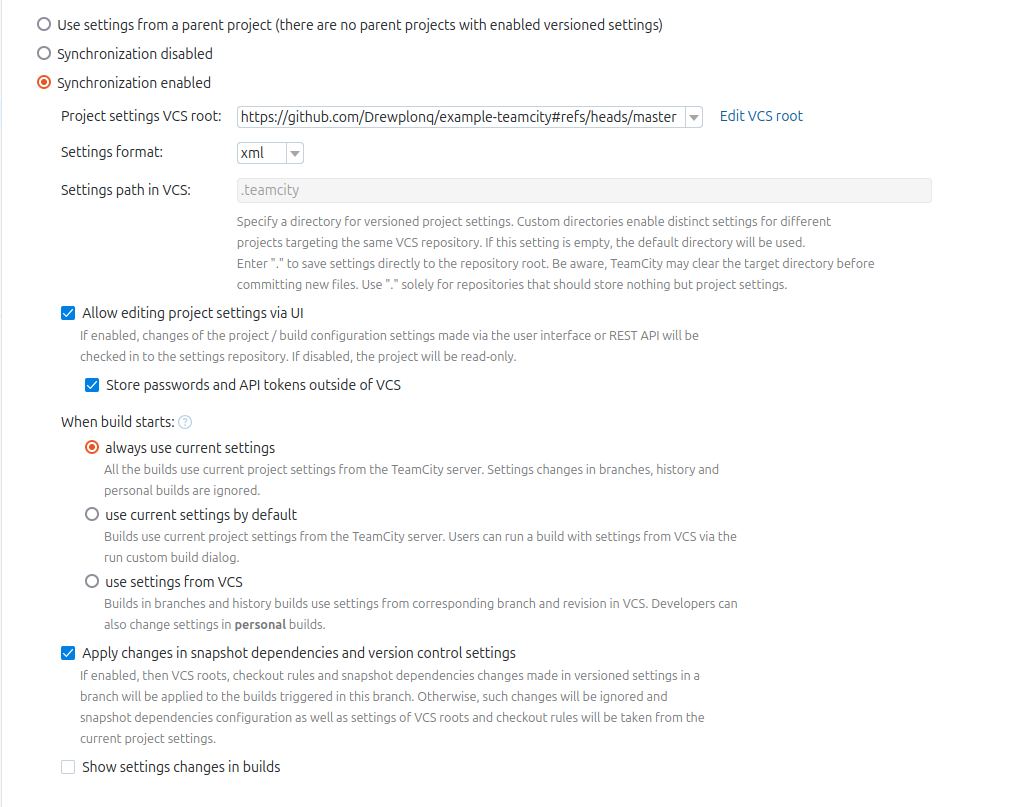 Use settings from a parent project (there are no parent projects with enabled versioned settings)
Synchronization disabled
Synchronization enabled
Project settings VCS root: https://github.com/Drewplonq/example-teamcity#refs/heads/master Edit VCS root
Settings format: xml
Settings path in VCS: .teamcity
Specify a directory for versioned project settings. Custom directories enable distinct settings for different
projects targeting the same VCS repository. If this setting is empty, the default directory will be used.
Enter "." to save settings directly to the repository root. Be aware, TeamCity may clear the target directory before
committing new files. Use "." solely for repositories that should store nothing but project settings.
Allow editing project settings via UI
If enabled, changes of the project / build configuration settings made via the user interface or REST API will be
checked in to the settings repository. If disabled, the project will be read-only.
Store passwords and API tokens outside of VCS
When build starts: ?
always use current settings
All the builds use current project settings from the TeamCity server. Settings changes in branches, history and
personal builds are ignored.
use current settings by default
Builds use current project settings from the TeamCity server. Users can run a build with settings from VCS via the
run custom build dialog.
use settings from VCS
Builds in branches and history builds use settings from corresponding branch and revision in VCS. Developers can
also change settings in personal builds.
Apply changes in snapshot dependencies and version control settings
If enabled, then VCS roots, checkout rules and snapshot dependencies changes made in versioned settings in a
branch will be applied to the builds triggered in this branch. Otherwise, such changes will be ignored and
snapshot dependencies configuration as well as settings of VCS roots and checkout rules will be taken from the
current project settings.
Show settings changes in builds